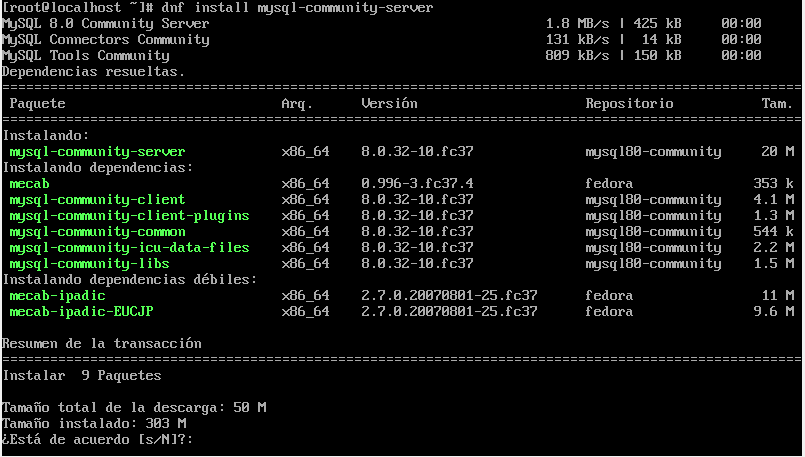 [root@localhost ~]# dnf install mysql-community-server
MySQL 8.0 Community Server 1.8 MB/s | 425 kB 00:00
MySQL Connectors Community 131 kB/s | 14 kB 00:00
MySQL Tools Community 809 kB/s | 150 kB 00:00
Dependencias resueltas.
================================================================================
Paquete Arq. Versión Repositorio Tam.
================================================================================
Instalando:
mysql-community-server x86_64 8.0.32-10.fc37 mysql80-community 20 M
Instalando dependencias:
mecab x86_64 0.996-3.fc37.4 fedora 353 k
mysql-community-client x86_64 8.0.32-10.fc37 mysql80-community 4.1 M
mysql-community-client-plugins x86_64 8.0.32-10.fc37 mysql80-community 1.3 M
mysql-community-common x86_64 8.0.32-10.fc37 mysql80-community 544 k
mysql-community-icu-data-files x86_64 8.0.32-10.fc37 mysql80-community 2.2 M
mysql-community-libs x86_64 8.0.32-10.fc37 mysql80-community 1.5 M
Instalando dependencias débiles:
mecab-ipadic x86_64 2.7.0.20070801-25.fc37 fedora 11 M
mecab-ipadic-EUCJP x86_64 2.7.0.20070801-25.fc37 fedora 9.6 M
Resumen de la transacción
================================================================================
Instalar 9 Paquetes
Tamaño total de la descarga: 50 M
Tamaño instalado: 303 M
¿Está de acuerdo [s/N]?: